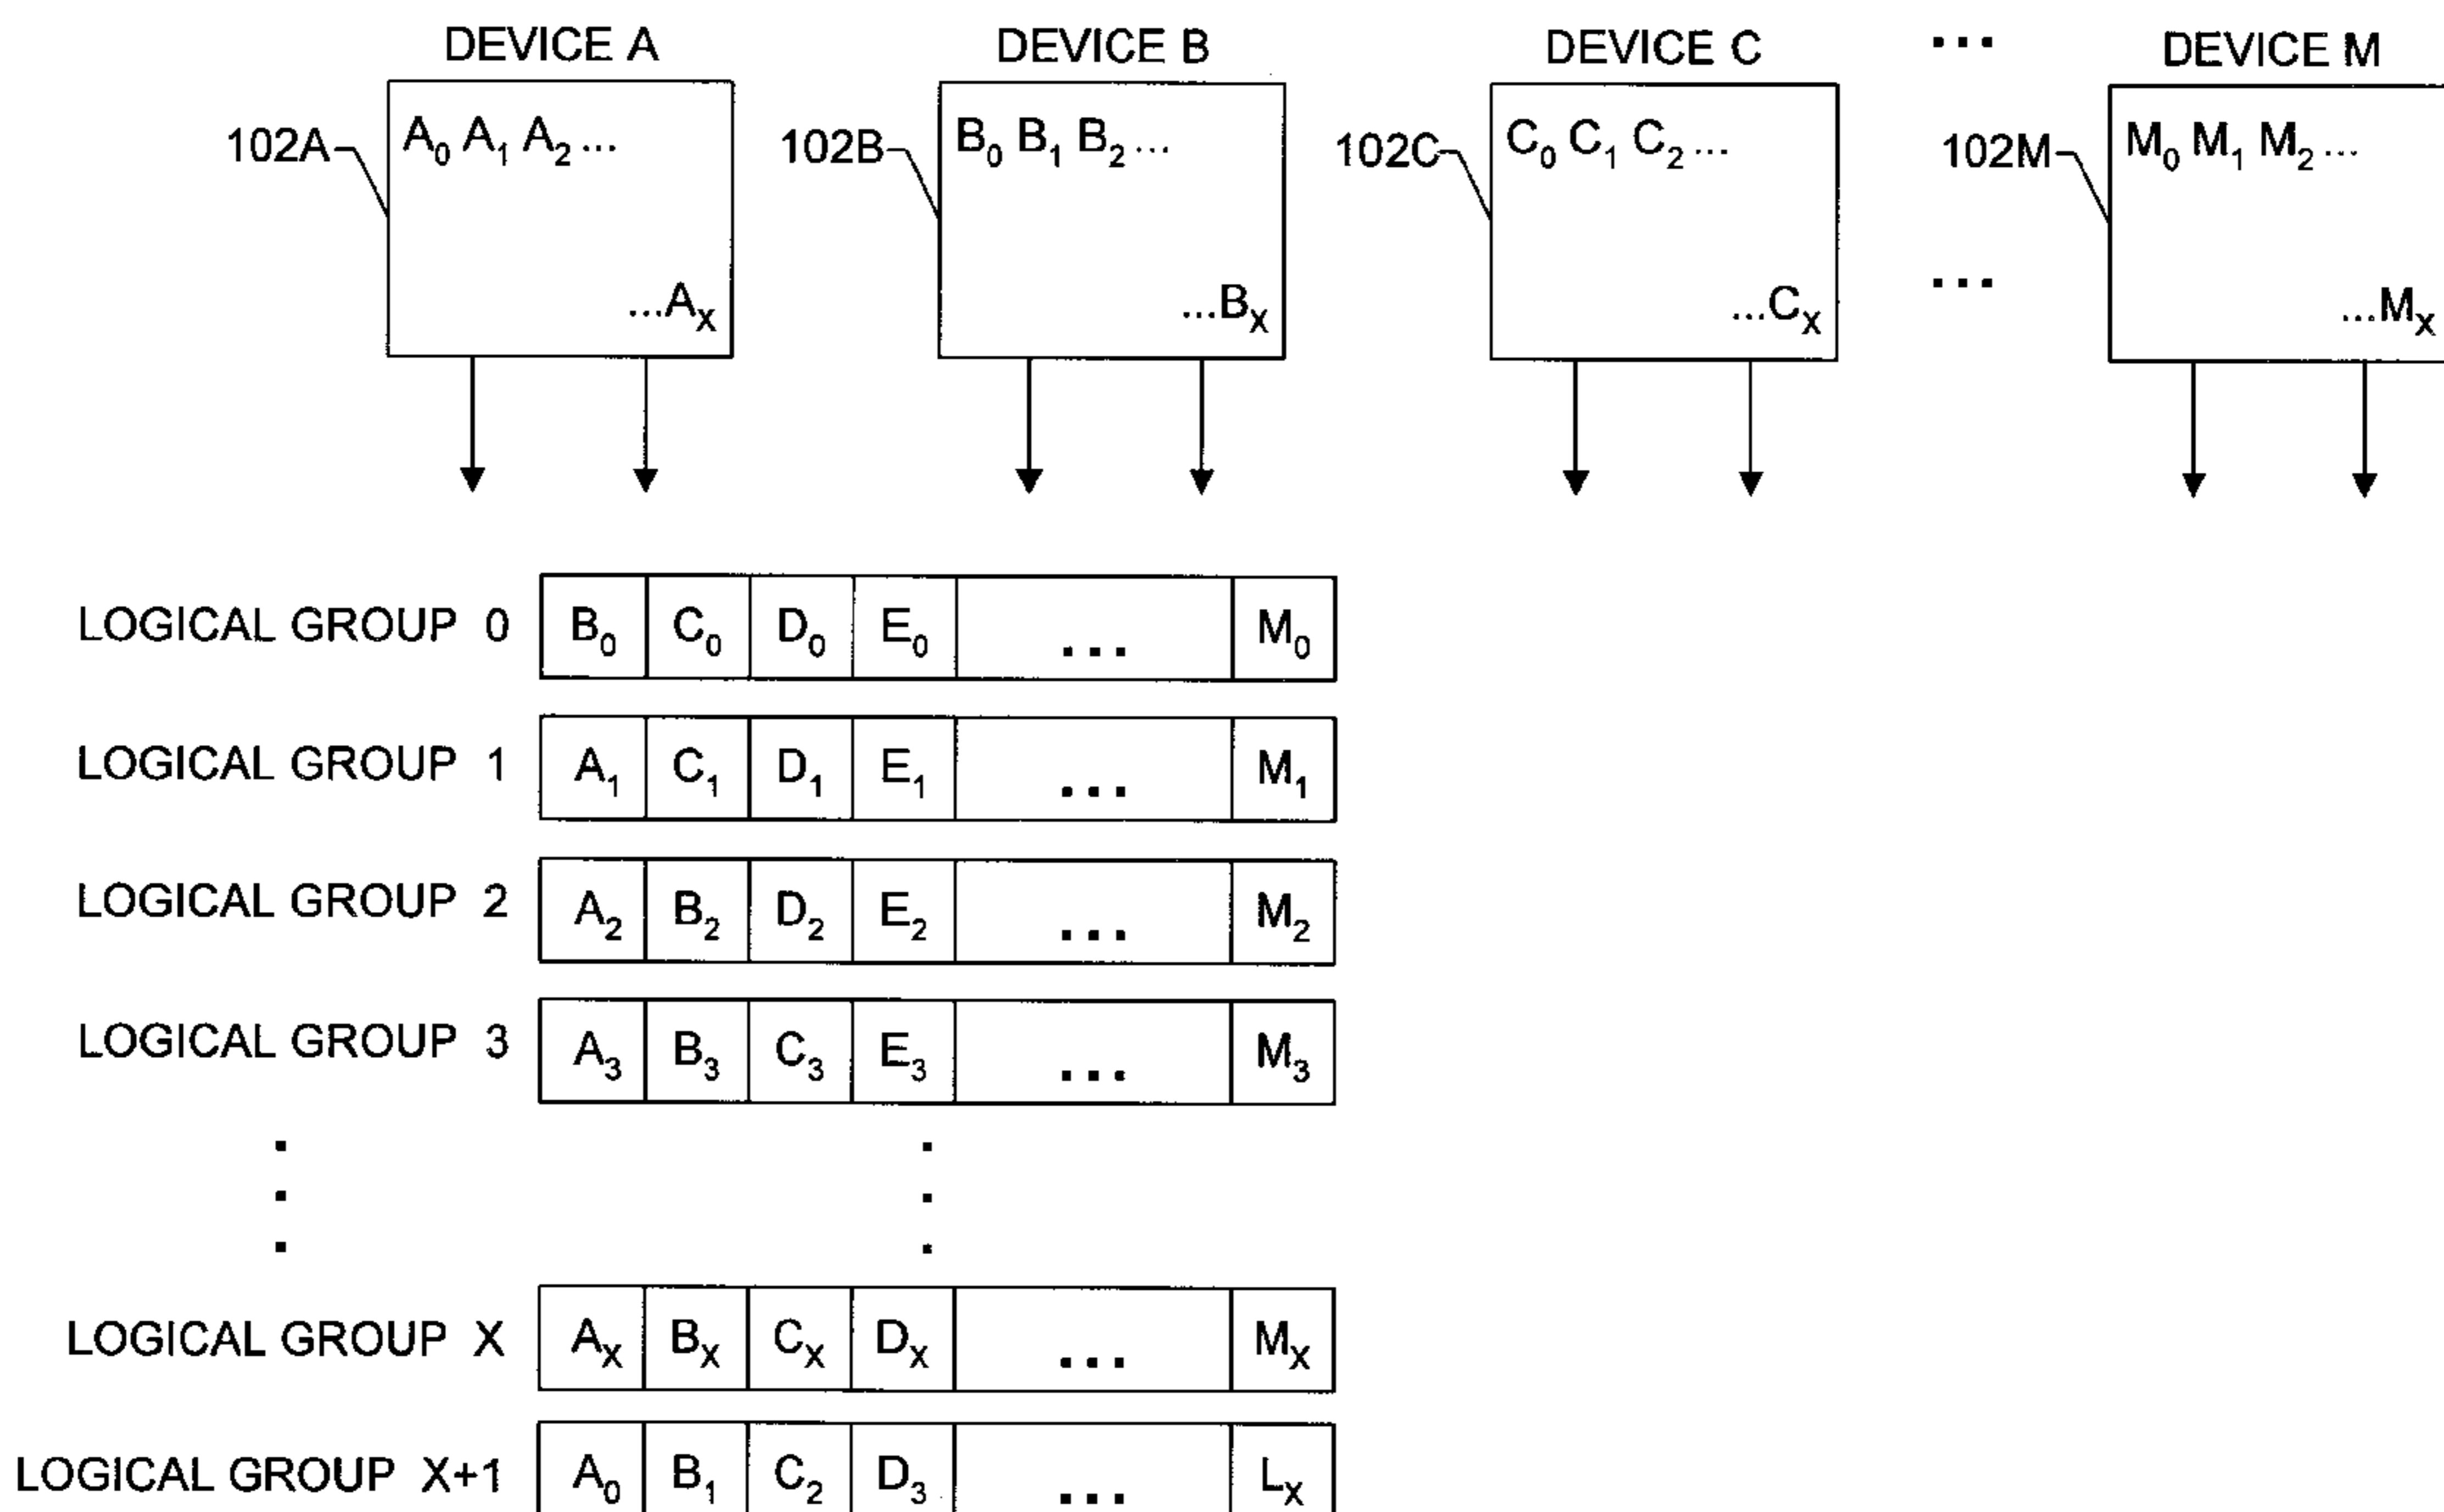 DEVICE A DEVICE B DEVICE C ... DEVICE M
102A A₀ A₁ A₂ ... 102B B₀ B₁ B₂ ... 102C C₀ C₁ C₂ ... 102M M₀ M₁ M₂ ...
...Aₓ ...Bₓ ...Cₓ ... ...Mₓ
LOGICAL GROUP 0 B₀ C₀ D₀ E₀ ... M₀
LOGICAL GROUP 1 A₁ C₁ D₁ E₁ ... M₁
LOGICAL GROUP 2 A₂ B₂ D₂ E₂ ... M₂
LOGICAL GROUP 3 A₃ B₃ C₃ E₃ ... M₃
LOGICAL GROUP X Aₓ Bₓ Cₓ Dₓ ... Mₓ
LOGICAL GROUP X+1 A₀ B₁ C₂ D₃ ... Lₓ